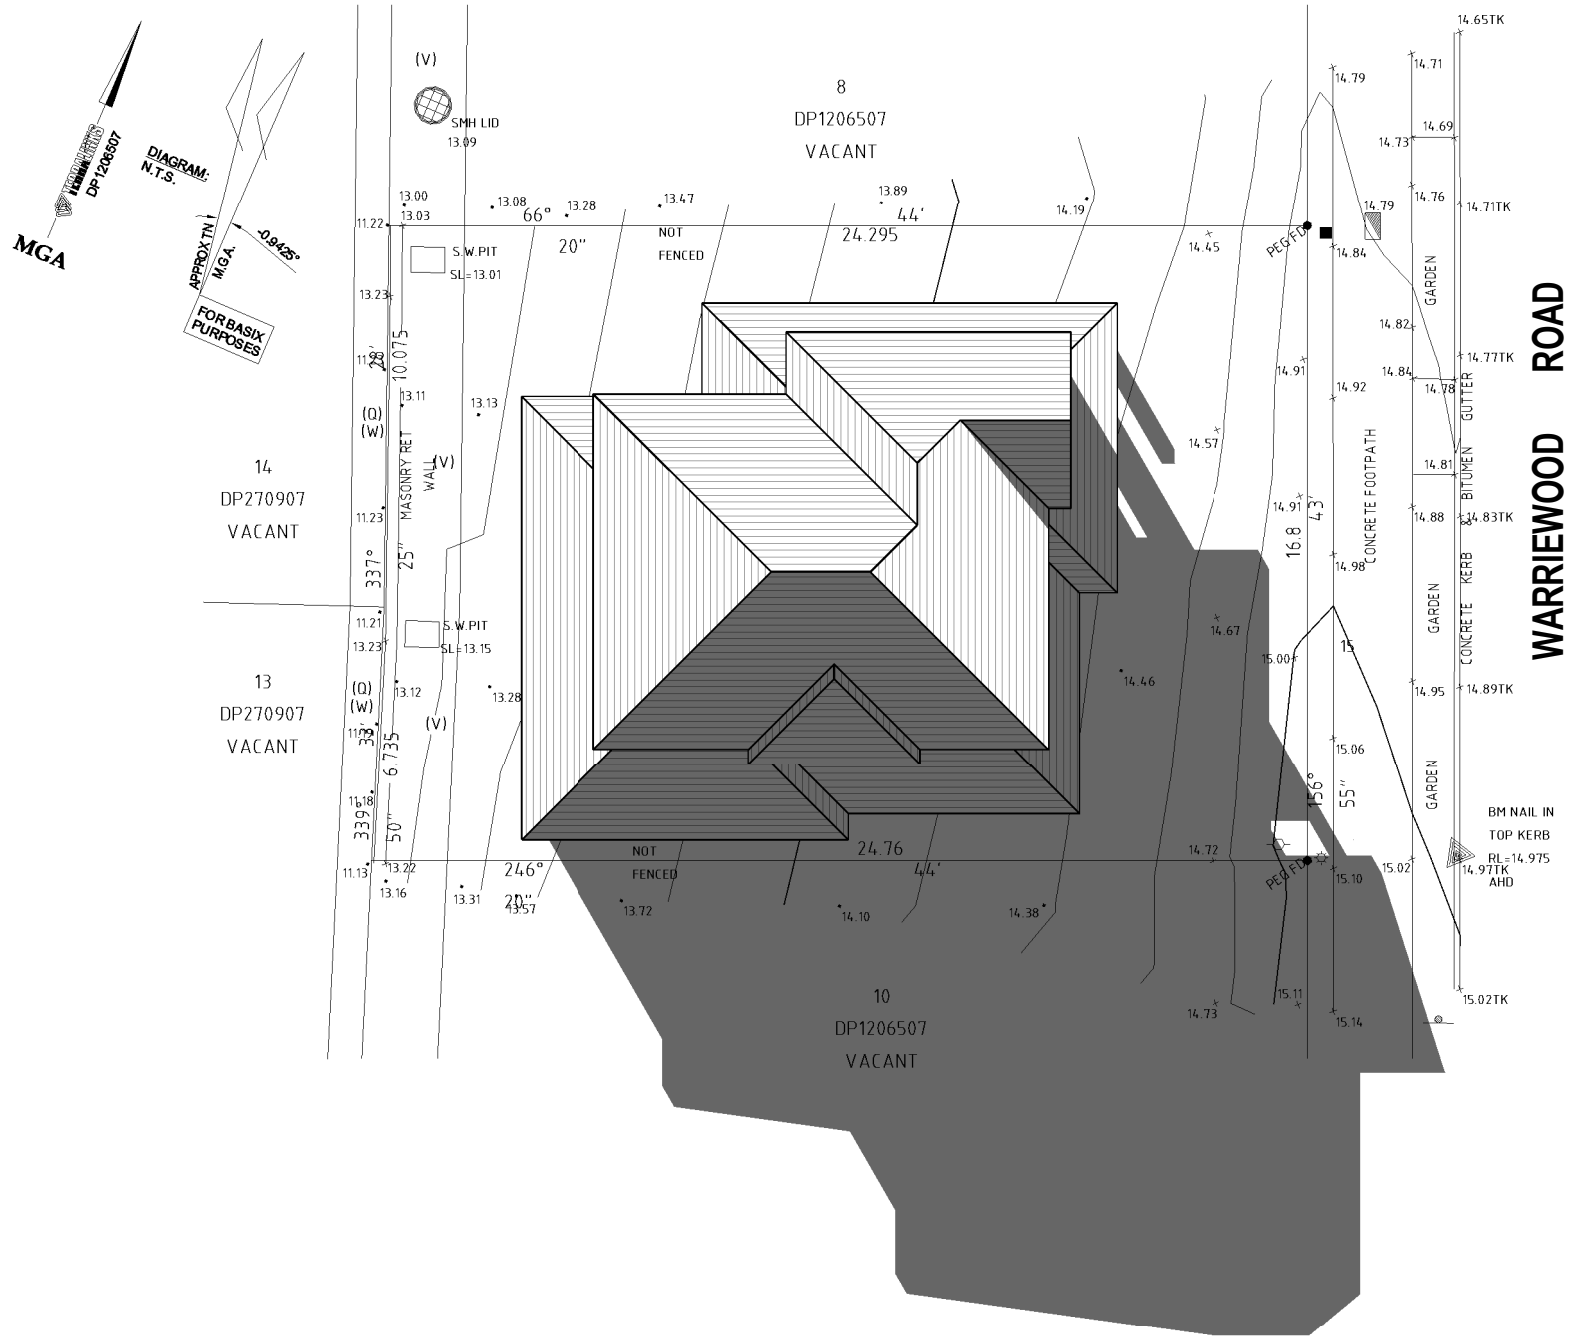 14.65TK
(V)
14.71
14.79
8
DP1206507
VACANT
SMH LID
13.09
14.69
14.73
DP1206507
DIAGRAM:
N.T.S.
MGA
APPROX TN
M.G.A.
-0.9425°
FOR BASIX
PURPOSES
13.00
13.03
11.22
13.08
13.28
13.47
13.89
14.19
14.79
14.76
14.71TK
66°
20"
44'
24.295
NOT
FENCED
14.45
PEG FD
14.84
S.W.PIT
SL=13.01
13.23
GARDEN
14.82
14.77TK
28'
10.075
14.91
14.92
14.84
14.78
13.11
13.13
(Q)
(W)
MASONRY RET
WALL
(V)
14.57
14.81
14
DP270907
VACANT
11.23
14.91
14.88
14.83TK
16.8
43'
CONCRETE FOOTPATH
CONCRETE KERB & BITUMEN GUTTER
WARRIEWOOD ROAD
337°
25"
14.98
11.21
13.23
S.W.PIT
SL=13.15
14.67
GARDEN
15
15.00
14.46
13
DP270907
VACANT
(Q)
(W)
13.12
13.28
14.95
14.89TK
(V)
33'
6.735
15.06
GARDEN
156°
55"
11.18
339°
50"
BM NAIL IN
TOP KERB
RL=14.975
AHD
14.97TK
NOT
FENCED
24.76
44'
246°
20"
14.72
PEG FD
15.02
15.10
11.13
13.22
13.16
13.31
13.57
13.72
14.10
14.38
10
DP1206507
VACANT
14.73
15.11
15.14
15.02TK